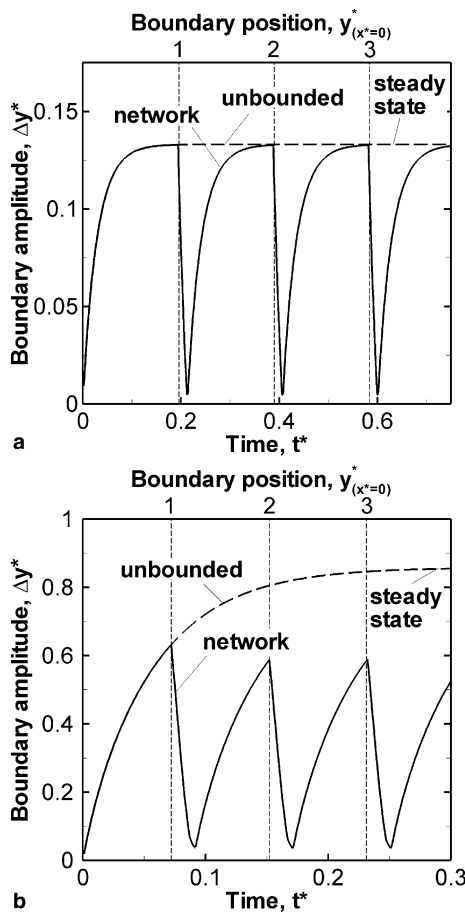 Boundary position, y*(x*=0)
1 2 3
steady
state
unbounded
network
0.15
0.1
0.05
0
Boundary amplitude, Δy*
0 0.2 0.4 0.6
Time, t*
a
Boundary position, y*(x*=0)
1 2 3
1
unbounded
steady
state
network
0.8
0.6
0.4
0.2
0
Boundary amplitude, Δy*
0 0.1 0.2 0.3
Time, t*
b